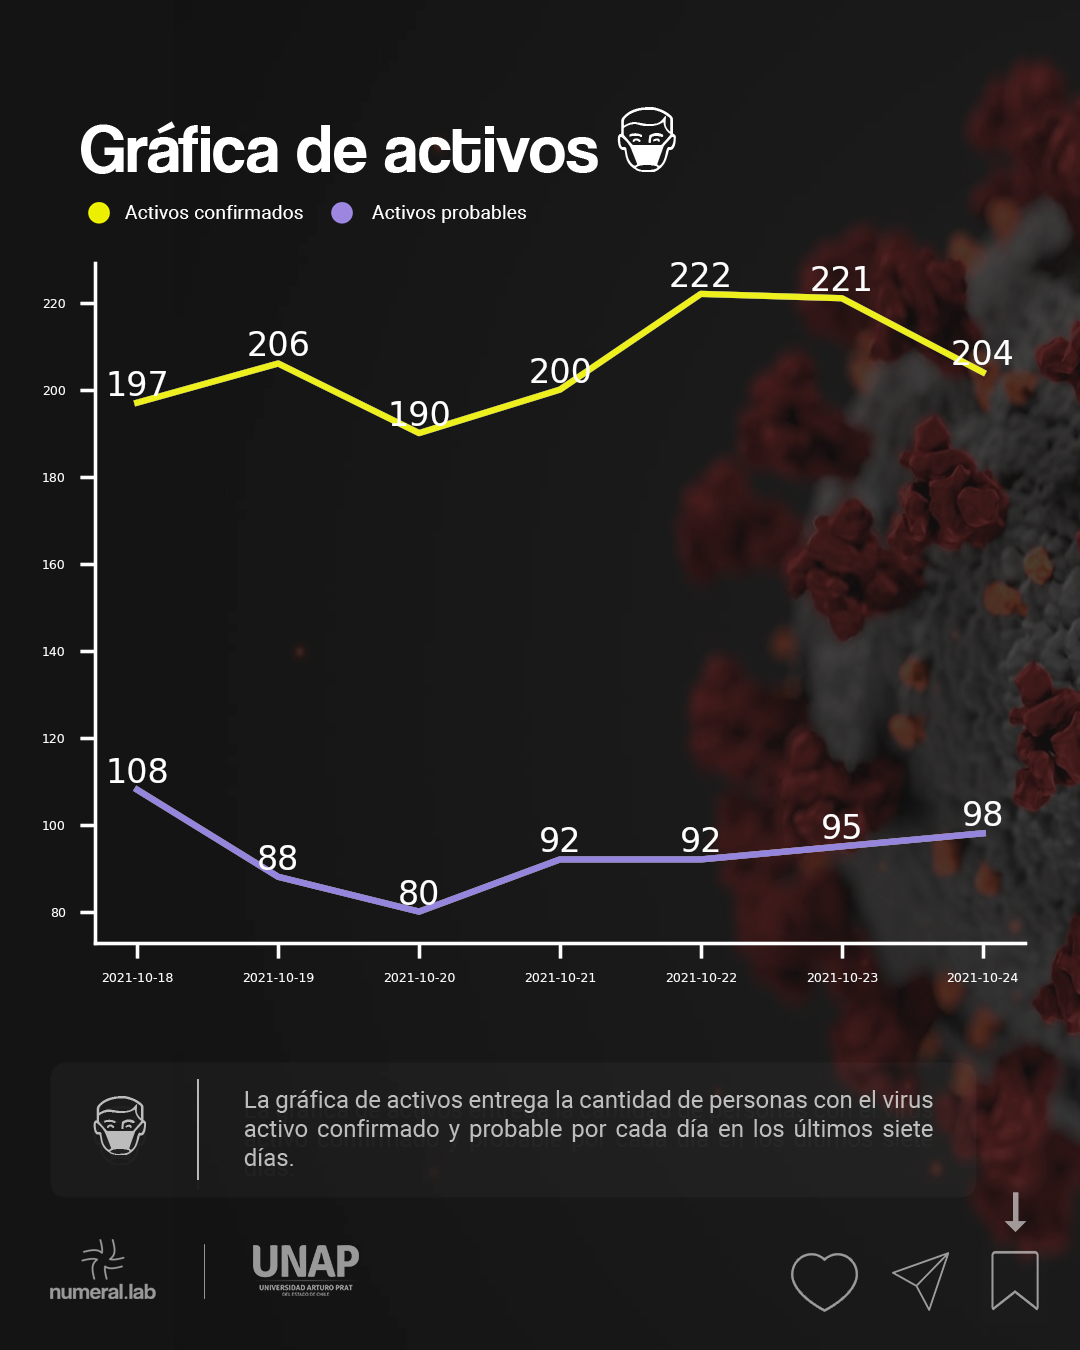 Gráfica de activos
Activos confirmados Activos probables
222
221
220
206
204
200
197
200
190
180
160
140
120
108
100
98
95
92
92
88
80
80
2021-10-18 2021-10-19 2021-10-20 2021-10-21 2021-10-22 2021-10-23 2021-10-24
La gráfica de activos entrega la cantidad de personas con el virus
activo confirmado y probable por cada día en los últimos siete
días.
numeral.lab
UNAP
UNIVERSIDAD ARTURO PRAT
DEL ESTADO DE CHILE